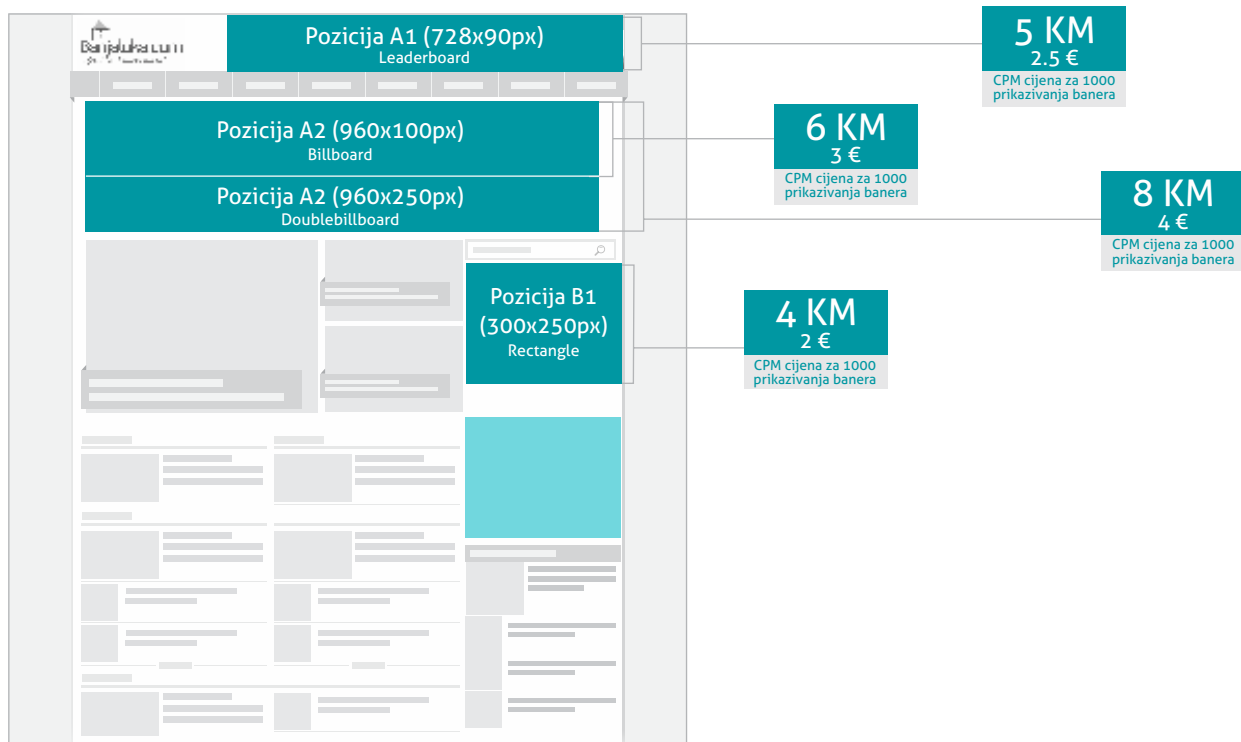 Banjaluka.com
Pozicija A1 (728x90px)
Leaderboard
5 KM
2.5 €
CPM cijena za 1000
prikazivanja banera
Pozicija A2 (960x100px)
Billboard
6 KM
3 €
CPM cijena za 1000
prikazivanja banera
Pozicija A2 (960x250px)
Doublebillboard
8 KM
4 €
CPM cijena za 1000
prikazivanja banera
Pozicija B1
(300x250px)
Rectangle
4 KM
2 €
CPM cijena za 1000
prikazivanja banera